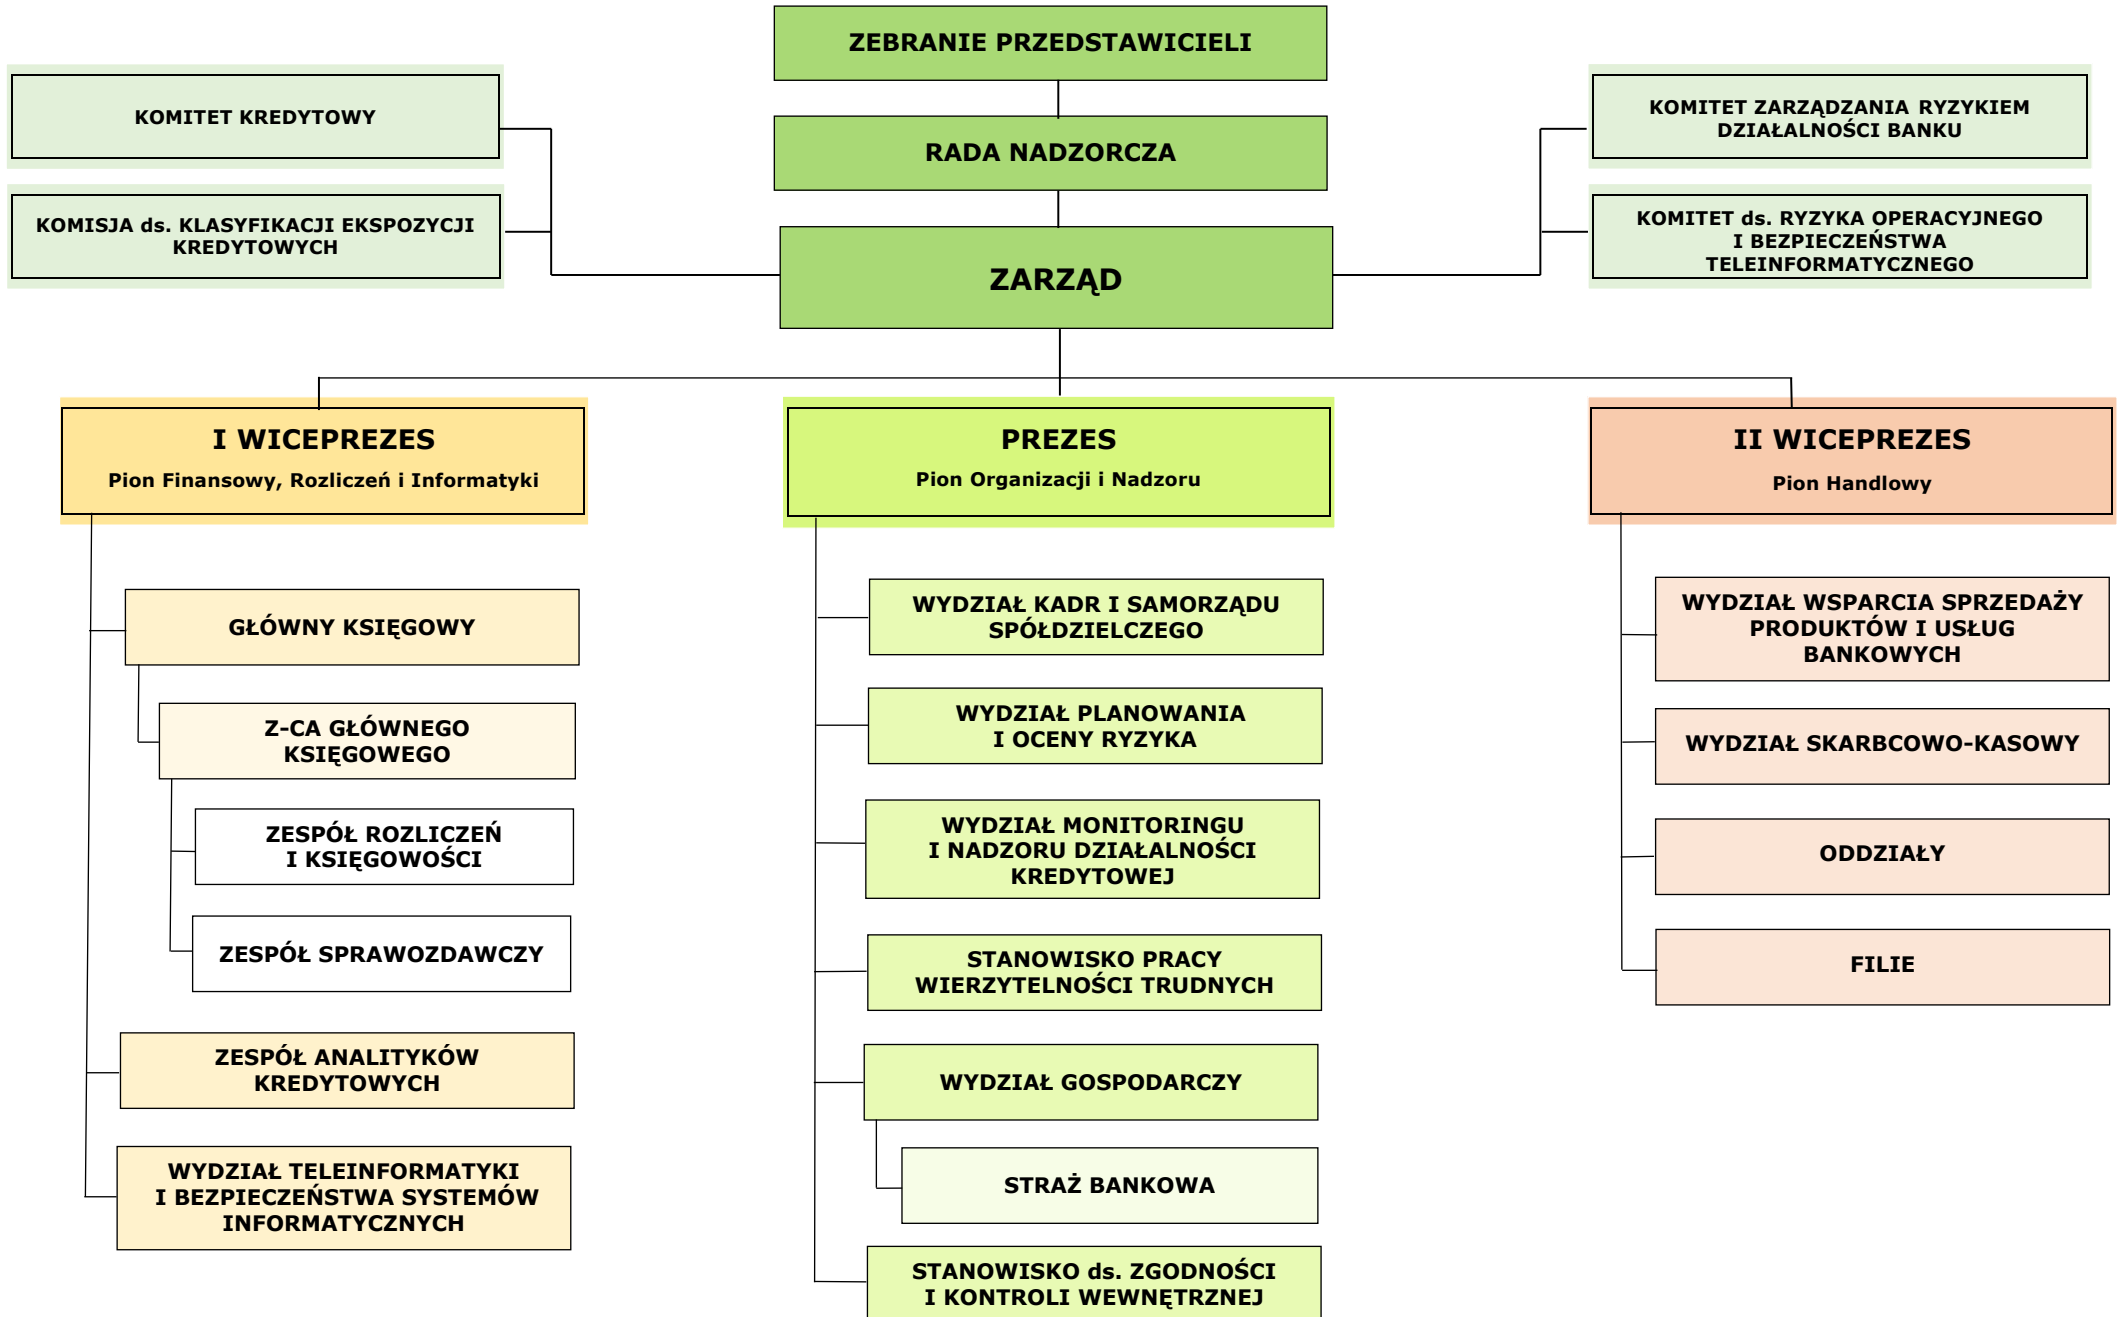 ZEBRANIE PRZEDSTAWICIELI
KOMITET KREDYTOWY
KOMITET ZARZĄDZANIA RYZYKIEM
DZIAŁALNOŚCI BANKU
RADA NADZORCZA
KOMISJA ds. KLASYFIKACJI EKSPOZYCJI
KREDYTOWYCH
KOMITET ds. RYZYKA OPERACYJNEGO
I BEZPIECZEŃSTWA
TELEINFORMATYCZNEGO
ZARZĄD
I WICEPREZES
Pion Finansowy, Rozliczeń i Informatyki
GŁÓWNY KSIĘGOWY
Z-CA GŁÓWNEGO
KSIĘGOWEGO
ZESPÓŁ ROZLICZEŃ
I KSIĘGOWOŚCI
ZESPÓŁ SPRAWOZDAWCZY
ZESPÓŁ ANALITYKÓW
KREDYTOWYCH
WYDZIAŁ TELEINFORMATYKI
I BEZPIECZEŃSTWA SYSTEMÓW
INFORMATYCZNYCH
PREZES
Pion Organizacji i Nadzoru
WYDZIAŁ KADR I SAMORZĄDU
SPÓŁDZIELCZEGO
WYDZIAŁ PLANOWANIA
I OCENY RYZYKA
WYDZIAŁ MONITORINGU
I NADZORU DZIAŁALNOŚCI
KREDYTOWEJ
STANOWISKO PRACY
WIERZYTELNOŚCI TRUDNYCH
WYDZIAŁ GOSPODARCZY
STRAŻ BANKOWA
STANOWISKO ds. ZGODNOŚCI
I KONTROLI WEWNĘTRZNEJ
II WICEPREZES
Pion Handlowy
WYDZIAŁ WSPARCIA SPRZEDAŻY
PRODUKTÓW I USŁUG
BANKOWYCH
WYDZIAŁ SKARBCOWO-KASOWY
ODDZIAŁY
FILIE